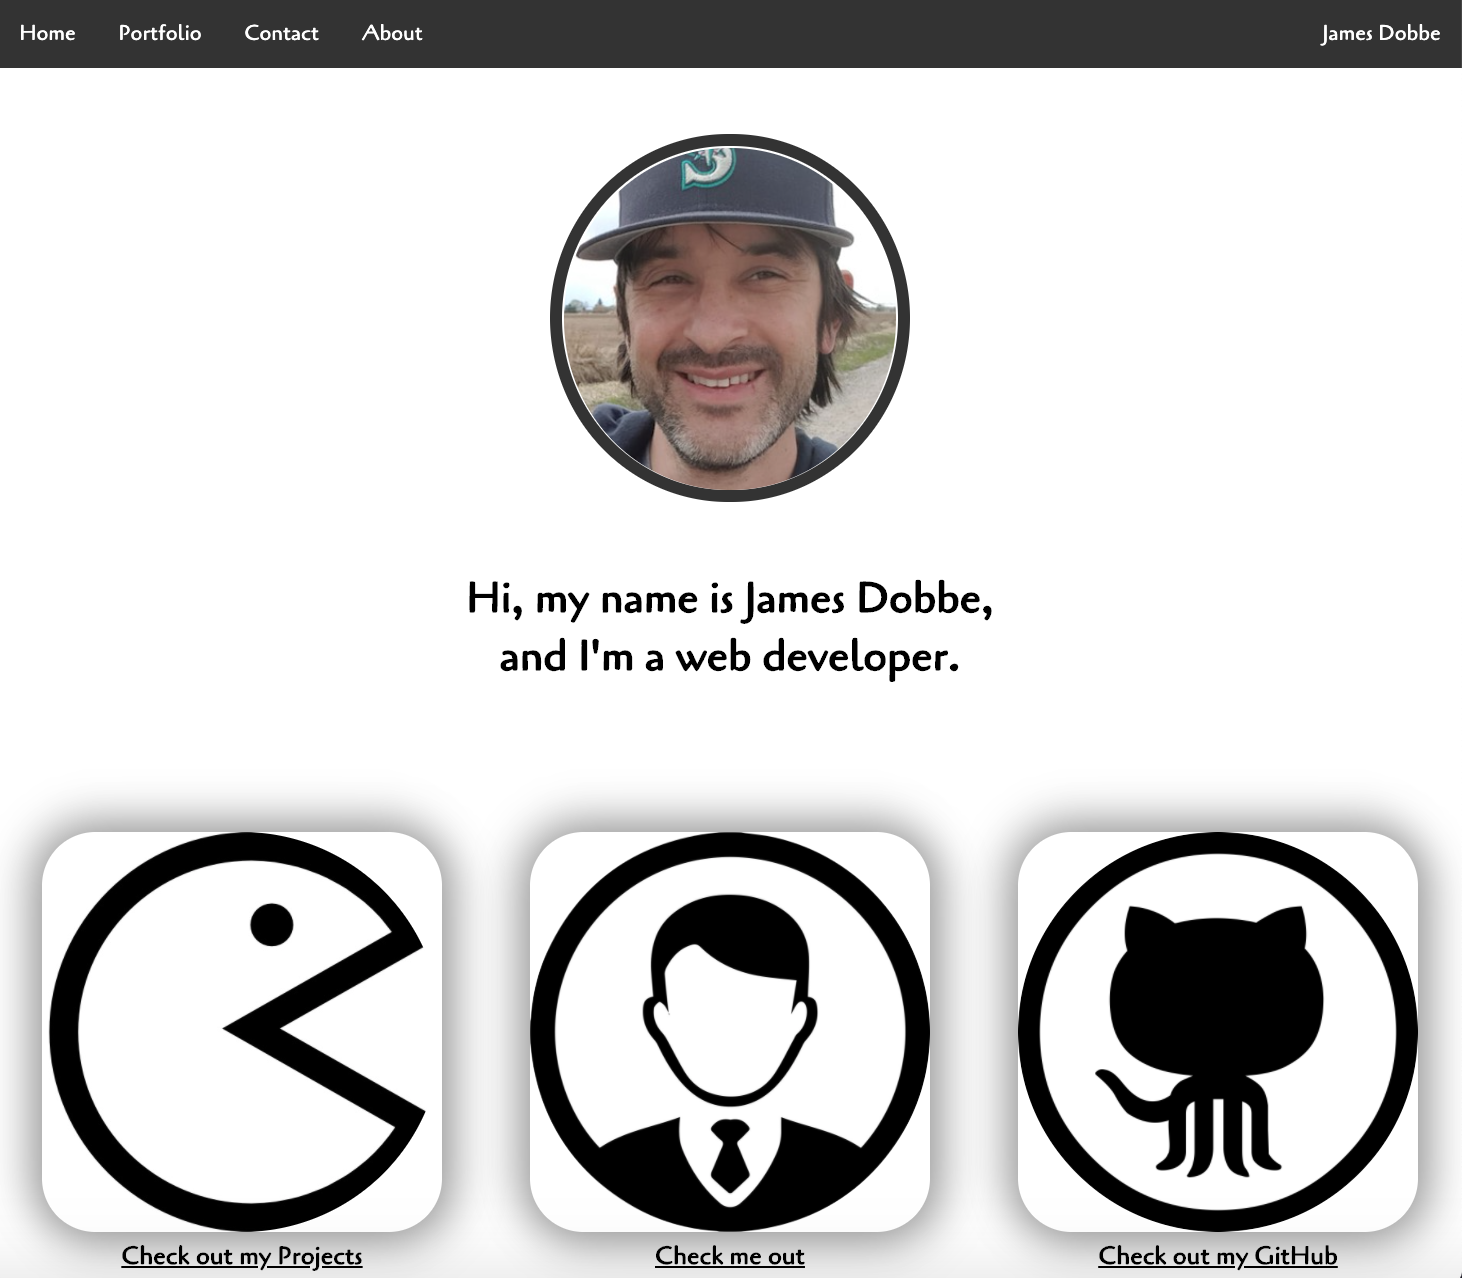 Home Portfolio Contact About James Dobbe
Hi, my name is James Dobbe,
and I'm a web developer.
Check out my Projects
Check me out
Check out my GitHub